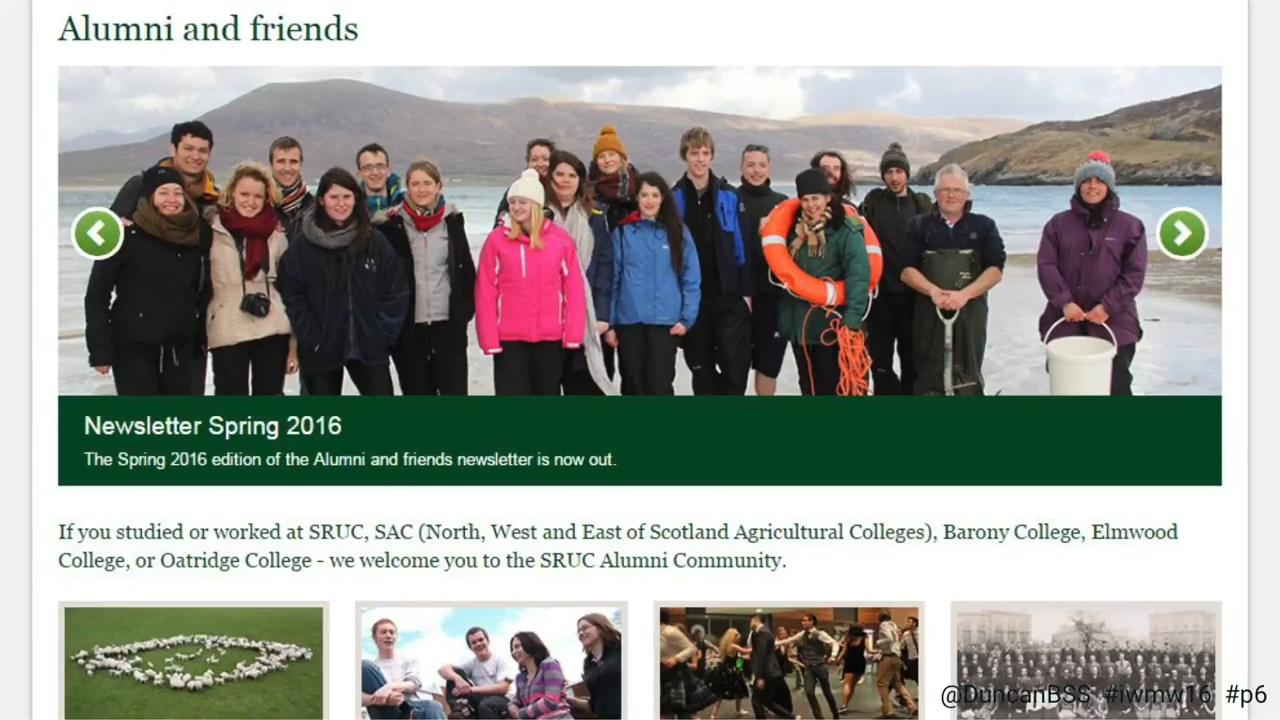 Alumni and friends
Newsletter Spring 2016
The Spring 2016 edition of the Alumni and friends newsletter is now out.
If you studied or worked at SRUC, SAC (North, West and East of Scotland Agricultural Colleges), Barony College, Elmwood
College, or Oatridge College - we welcome you to the SRUC Alumni Community.
@DuncanBSS #iwmw16 #p6